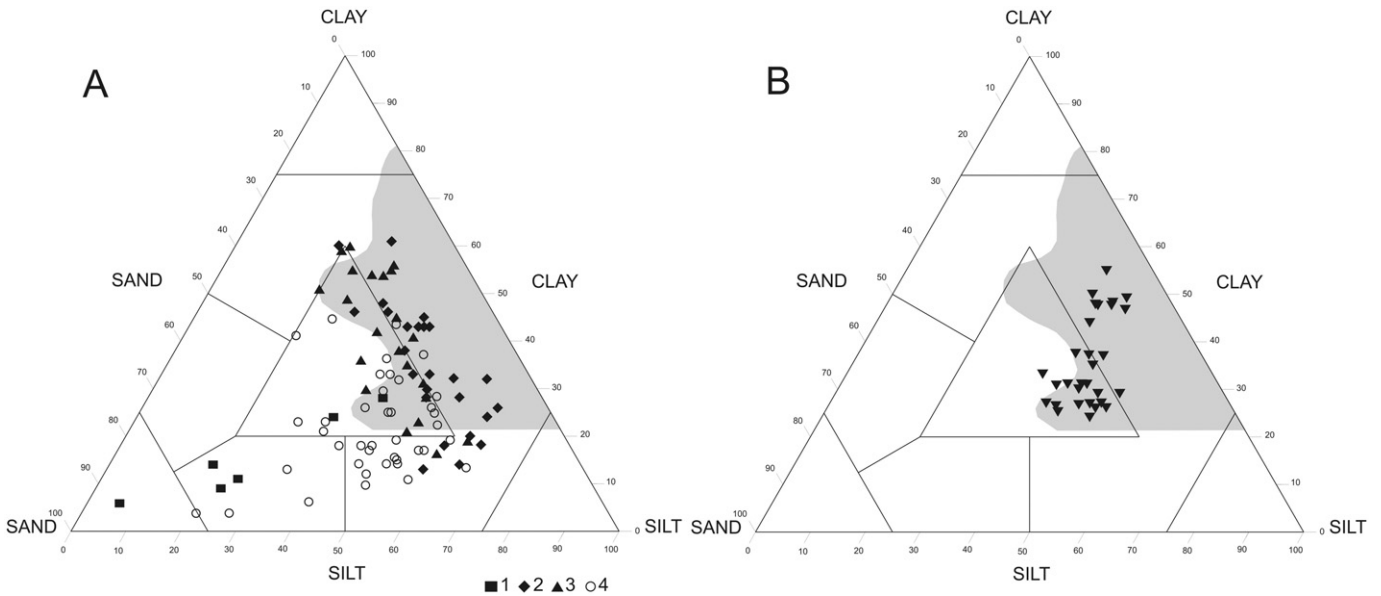 CLAY CLAY
A B
0 100 0 100
10 90 10 90
20 80 20 80
30 70 30 70
40 60 40 60
SAND 50 50 CLAY SAND 50 50 CLAY
60 40 60 40
70 30 70 30
80 20 80 20
90 10 90 10
SAND 100 0 SILT SAND 100 0 SILT
0 10 20 30 40 50 60 70 80 90 100 0 10 20 30 40 50 60 70 80 90 100
SILT SILT
1 2 3 4